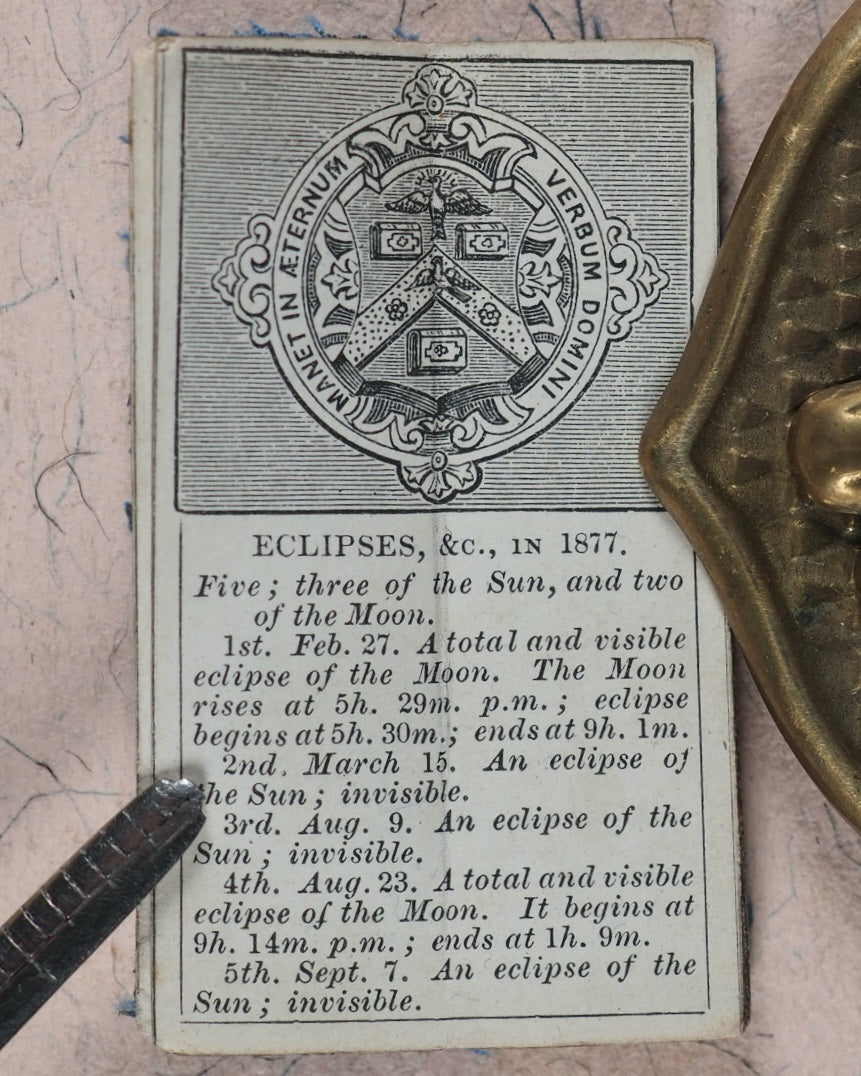 VERBUM DOMINI MANET IN ÆTERNUM
ECLIPSES, &c., IN 1877.
Five; three of the Sun, and two
of the Moon.
1st. Feb. 27. A total and visible
eclipse of the Moon. The Moon
rises at 5h. 29m. p.m.; eclipse
begins at 5h. 30m.; ends at 9h. 1m.
2nd. March 15. An eclipse of
the Sun; invisible.
3rd. Aug. 9. An eclipse of the
Sun; invisible.
4th. Aug. 23. A total and visible
eclipse of the Moon. It begins at
9h. 14m. p.m.; ends at 1h. 9m.
5th. Sept. 7. An eclipse of the
Sun; invisible.